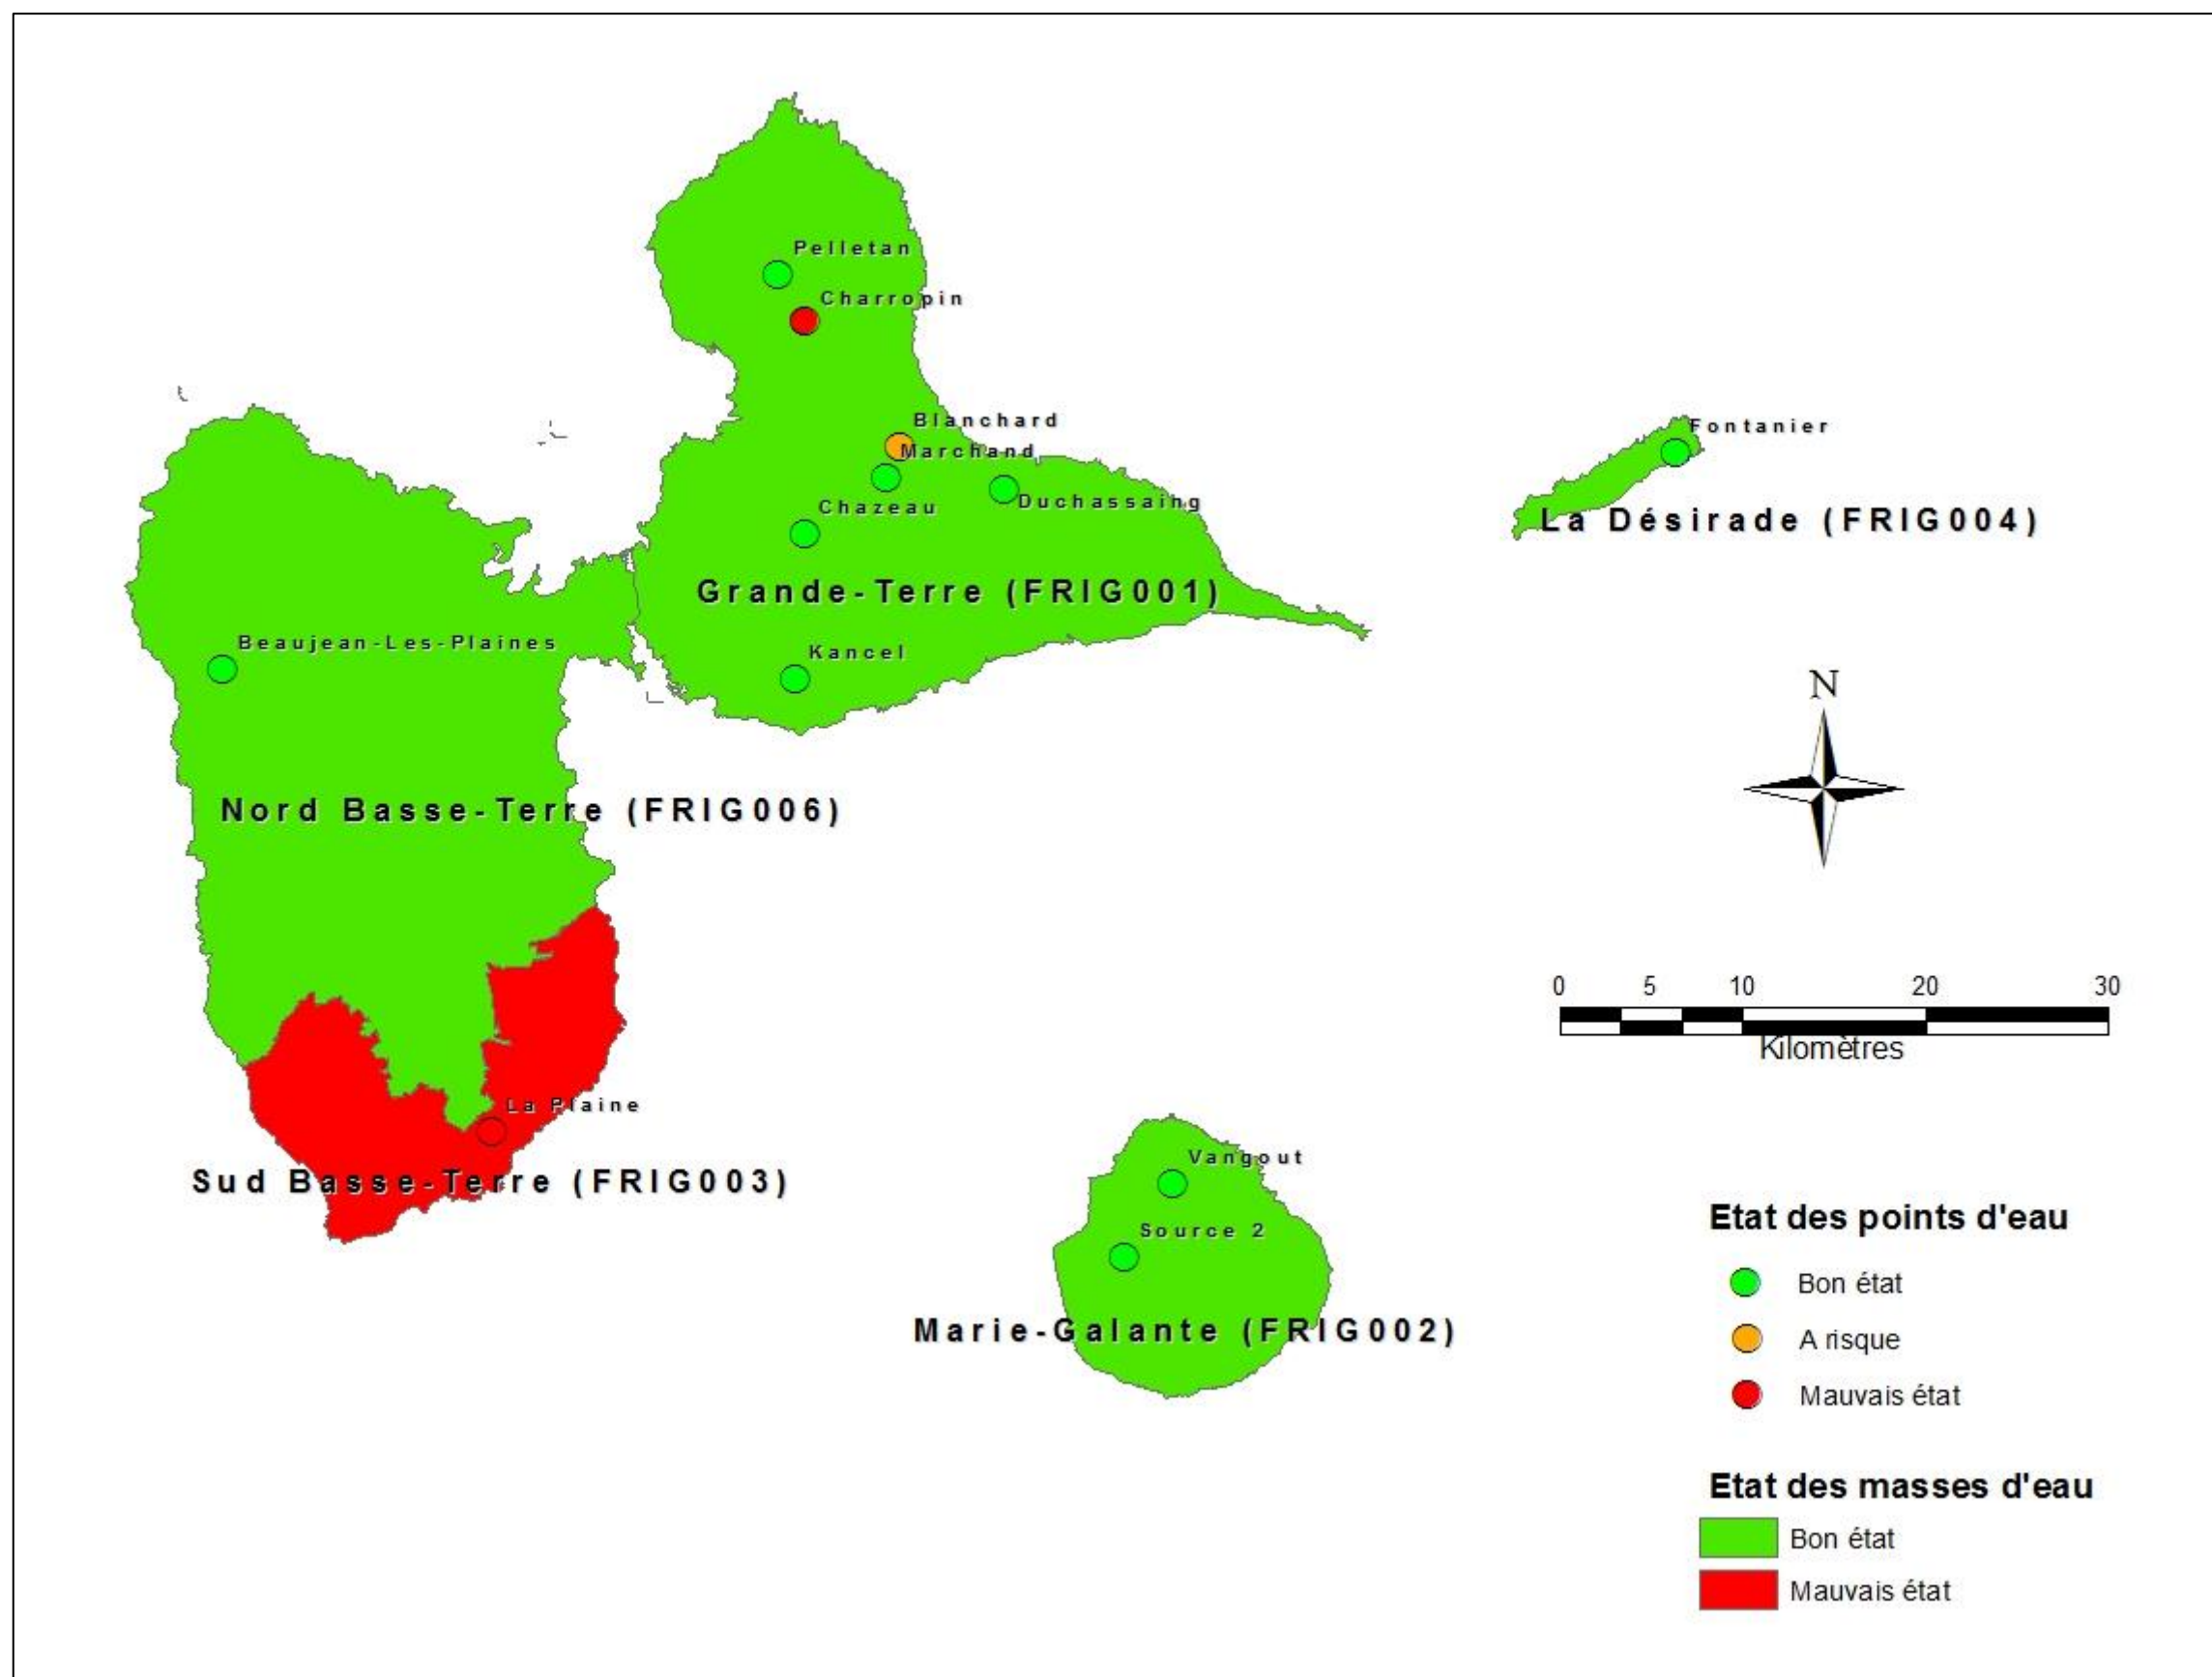 Pelletan
Charropin
Blanchard
Marchand
Duchassaing
Chazeau
Grande-Terre (FRIG001)
Kancel
Fontanier
La Désirade (FRIG004)
Beaujean-Les-Plaines
Nord Basse-Terre (FRIG006)
La Plaine
Sud Basse-Terre (FRIG003)
Vangout
Source 2
Marie-Galante (FRIG002)
N
0 5 10 20 30
Kilomètres
Etat des points d'eau
Bon état
A risque
Mauvais état
Etat des masses d'eau
Bon état
Mauvais état